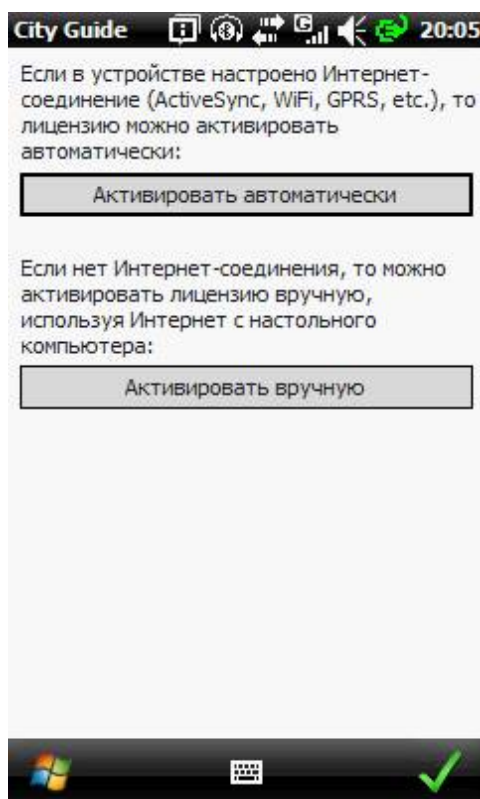 City Guide 20:05
Если в устройстве настроено Интернет-
соединение (ActiveSync, WiFi, GPRS, etc.), то
лицензию можно активировать
автоматически:
Активировать автоматически
Если нет Интернет-соединения, то можно
активировать лицензию вручную,
используя Интернет с настольного
компьютера:
Активировать вручную